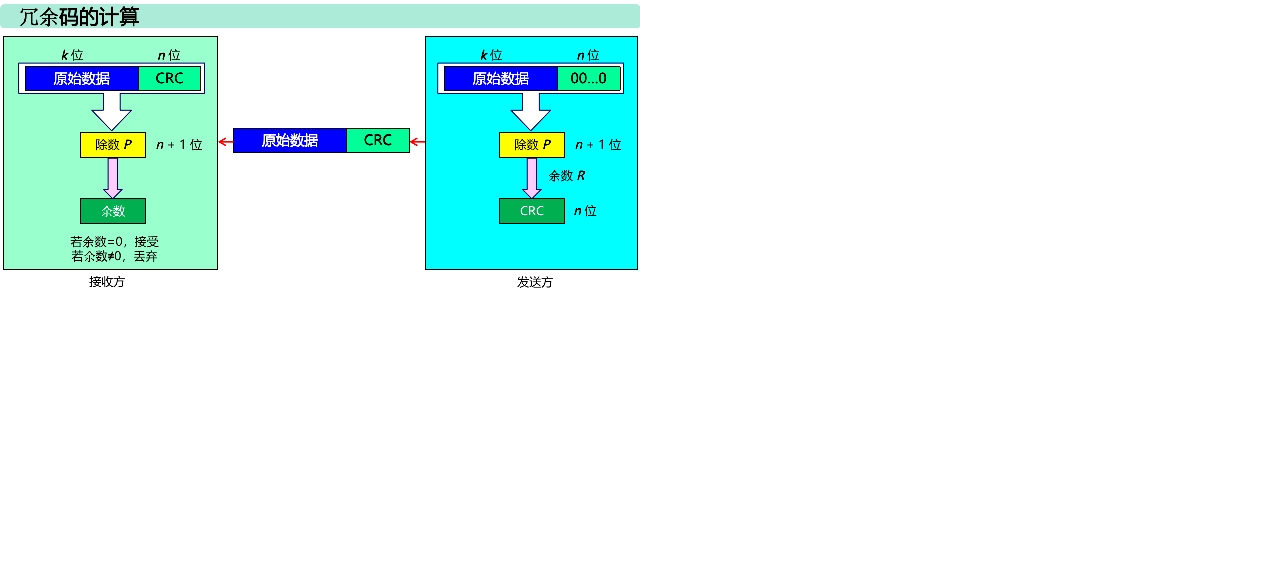 冗余码的计算
k 位 n 位
原始数据 CRC
除数 P n + 1 位
余数
若余数=0，接受
若余数≠0，丢弃
接收方
原始数据 CRC
k 位 n 位
原始数据 00…0
除数 P n + 1 位
余数 R
CRC n 位
发送方